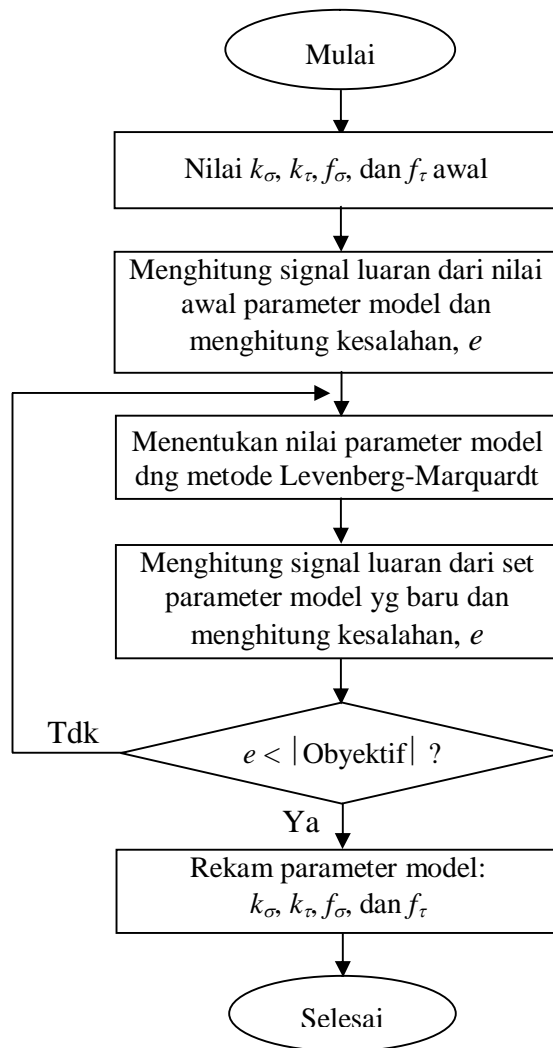 Mulai
Nilai kσ, kτ, fσ, dan fτ awal
Menghitung signal luaran dari nilai
awal parameter model dan
menghitung kesalahan, e
Menentukan nilai parameter model
dng metode Levenberg-Marquardt
Menghitung signal luaran dari set
parameter model yg baru dan
menghitung kesalahan, e
Tdk
e < |Obyektif| ?
Ya
Rekam parameter model:
kσ, kτ, fσ, dan fτ
Selesai